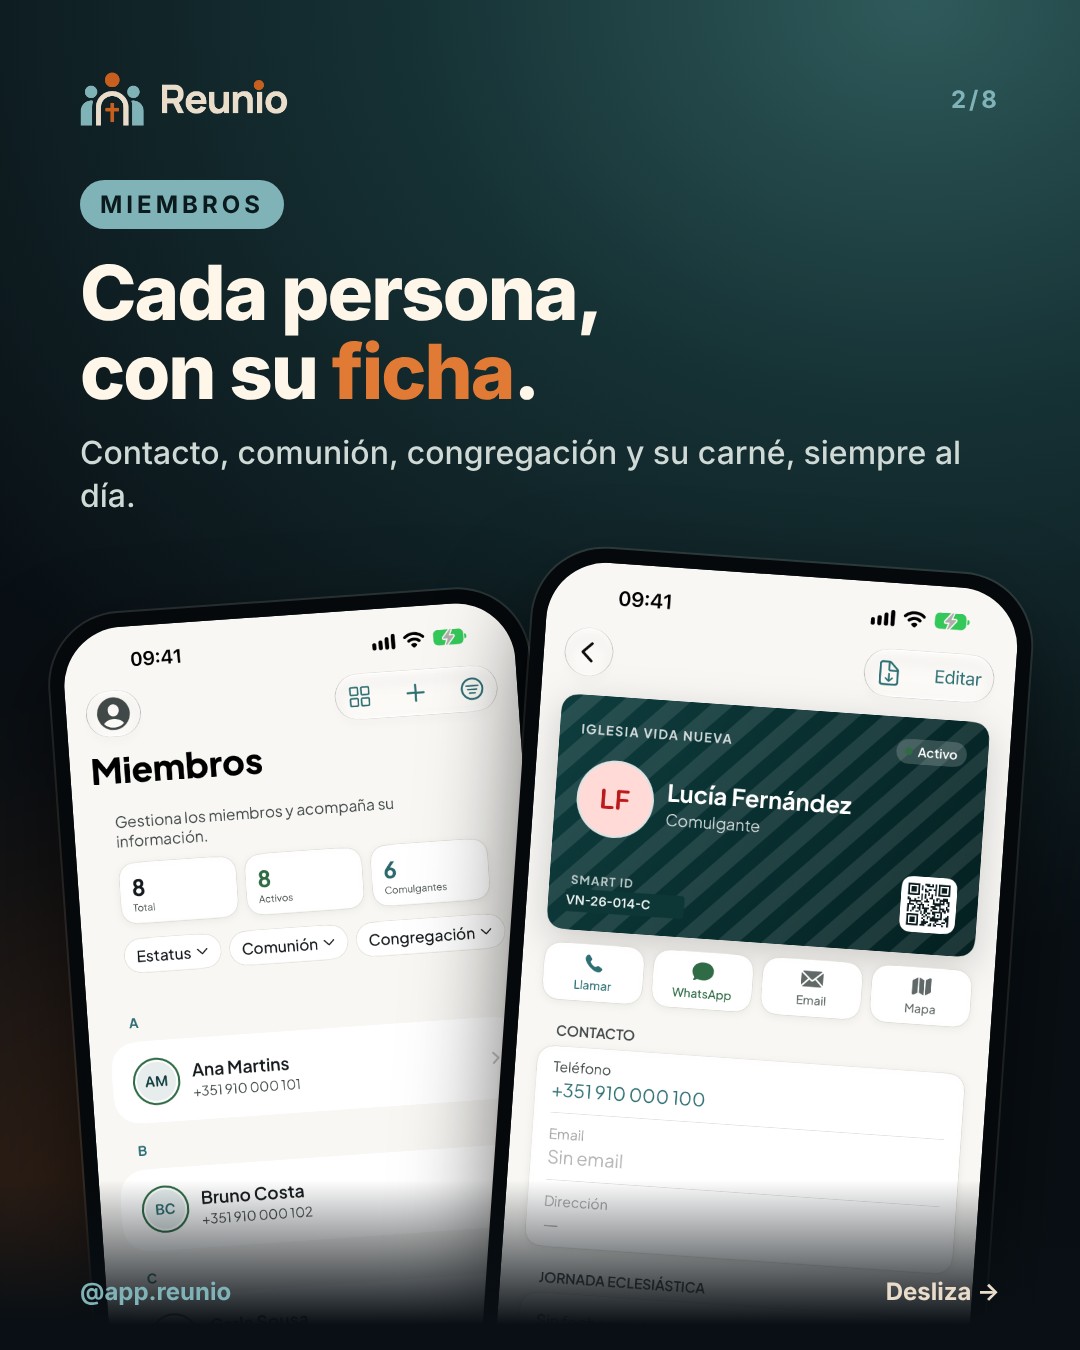 Reunio
2/8
MIEMBROS
Cada persona,
con su ficha.
Contacto, comunión, congregación y su carné, siempre al
día.
09:41
Miembros
Gestiona los miembros y acompaña su
información.
8
Total
8
Activos
6
Comulgantes
Estatus
Comunión
Congregación
A
AM
Ana Martins
+351 910 000 101
B
BC
Bruno Costa
+351 910 000 102
C
09:41
Editar
IGLESIA VIDA NUEVA
Activo
LF
Lucía Fernández
Comulgante
SMART ID
VN-26-014-C
Llamar
WhatsApp
Email
Mapa
CONTACTO
Teléfono
+351 910 000 100
Email
Sin email
Dirección
—
JORNADA ECLESIÁSTICA
@app.reunio
Desliza →